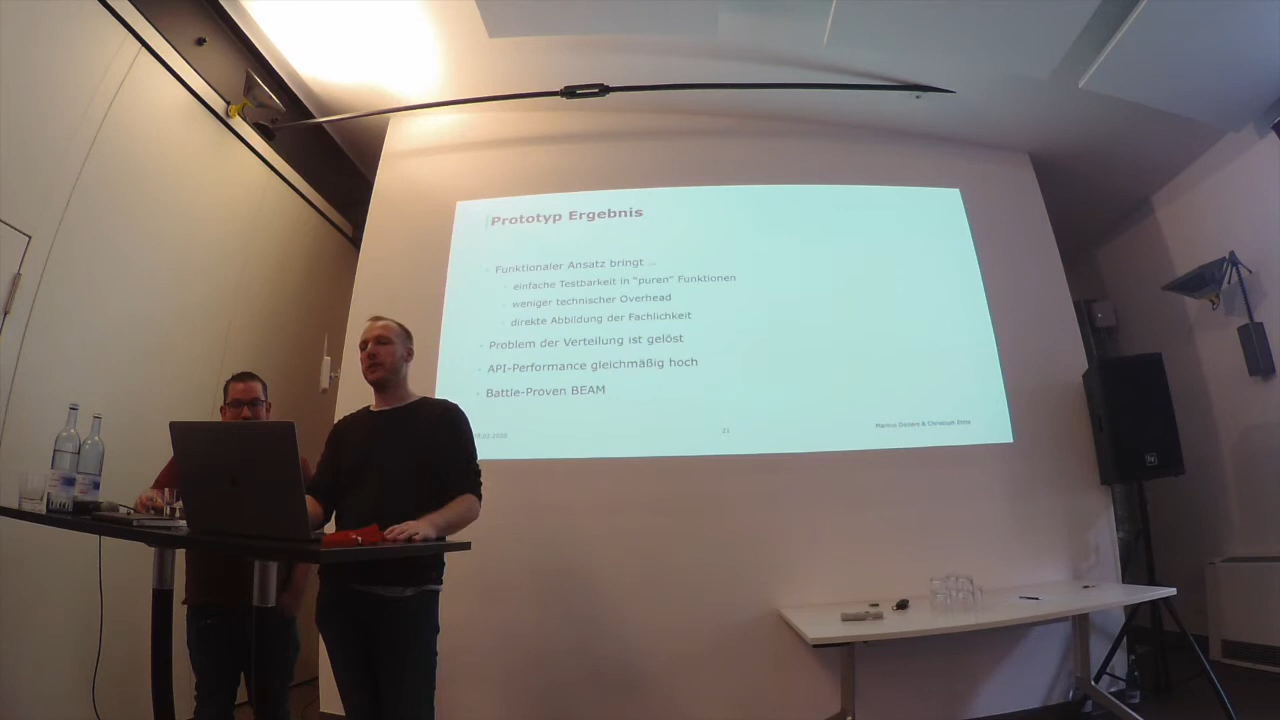 Prototyp Ergebnis
Funktionaler Ansatz bringt ...
einfache Testbarkeit in "puren" Funktionen
weniger technischer Overhead
direkte Abbildung der Fachlichkeit
Problem der Verteilung ist gelöst
API-Performance gleichmäßig hoch
Battle-Proven BEAM
21